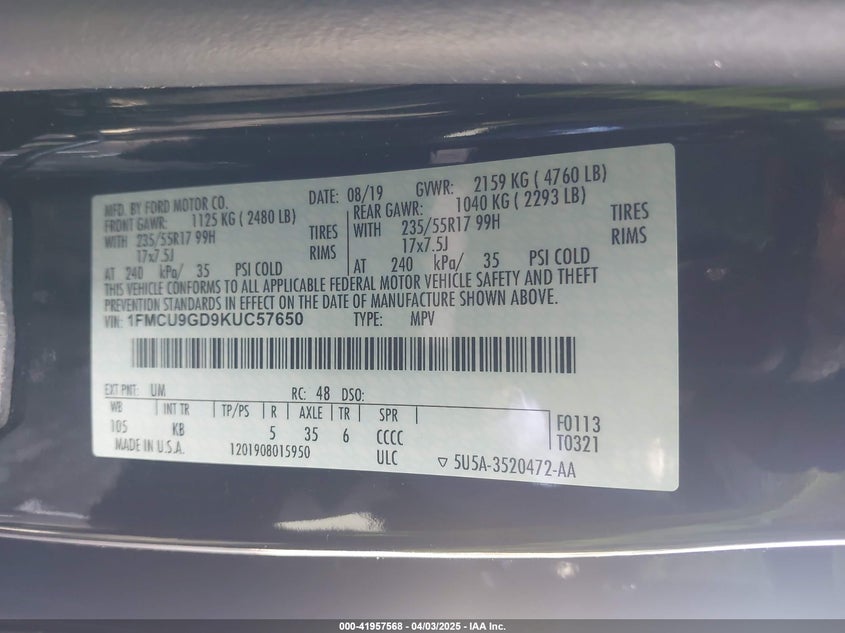 MFD. BY FORD MOTOR CO. DATE: 08/19 GVWR: 2159 KG ( 4760 LB)
FRONT GAWR: 1125 KG ( 2480 LB) REAR GAWR: 1040 KG ( 2293 LB)
WITH 235/55R17 99H TIRES WITH 235/55R17 99H TIRES
17x7.5J RIMS 17x7.5J RIMS
AT 240 kPa/ 35 PSI COLD AT 240 kPa/ 35 PSI COLD
THIS VEHICLE CONFORMS TO ALL APPLICABLE FEDERAL MOTOR VEHICLE SAFETY AND THEFT
PREVENTION STANDARDS IN EFFECT ON THE DATE OF MANUFACTURE SHOWN ABOVE.
VIN: 1FMCU9GD9KUC57650 TYPE: MPV
EXT PNT: UM RC: 48 DSO:
WB INT TR TP/PS R AXLE TR SPR
105 KB 5 35 6 CCCC F0113
MADE IN U.S.A. 1201908015950 ULC T0321
▽ 5U5A-3520472-AA
000-41957568 - 04/03/2025 - IAA Inc.